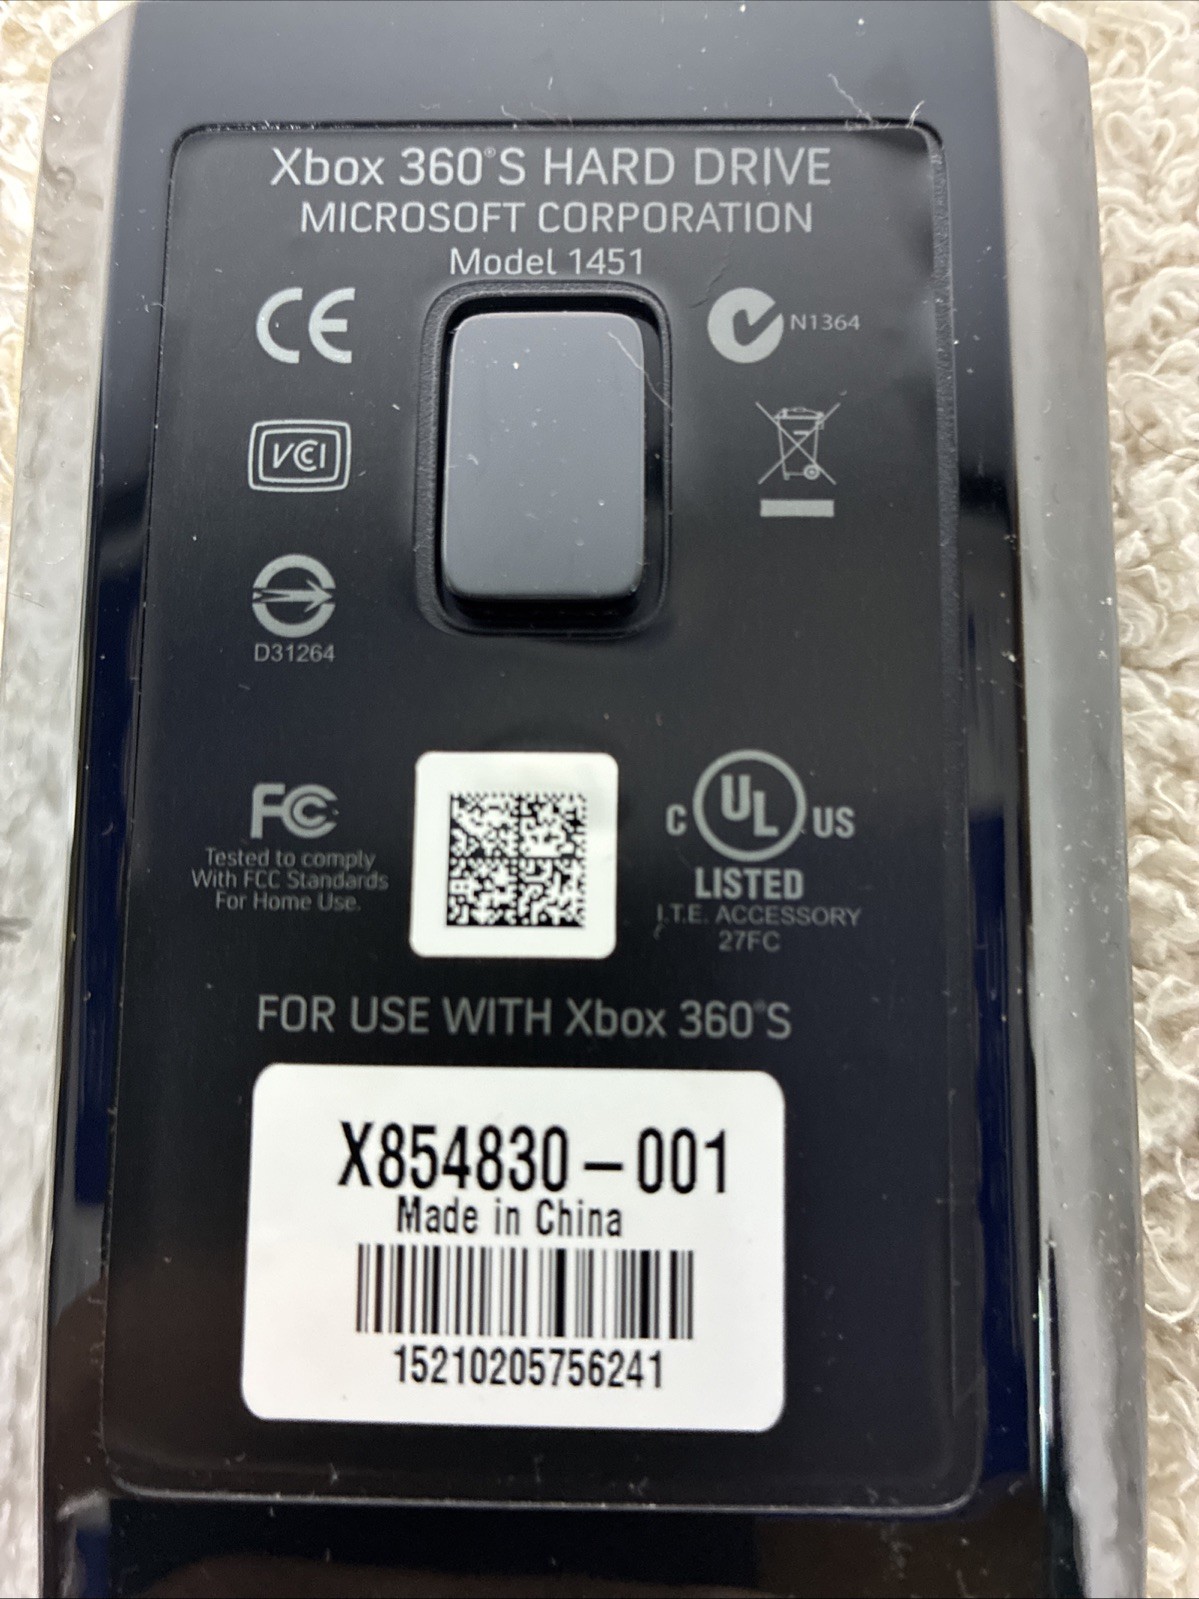 Xbox 360® S HARD DRIVE
MICROSOFT CORPORATION
Model 1451
CE
N1364
VCI
D31264
FC
Tested to comply
With FCC Standards
For Home Use.
C UL US
LISTED
I.T.E. ACCESSORY
27FC
FOR USE WITH Xbox 360® S
X854830-001
Made in China
15210205756241